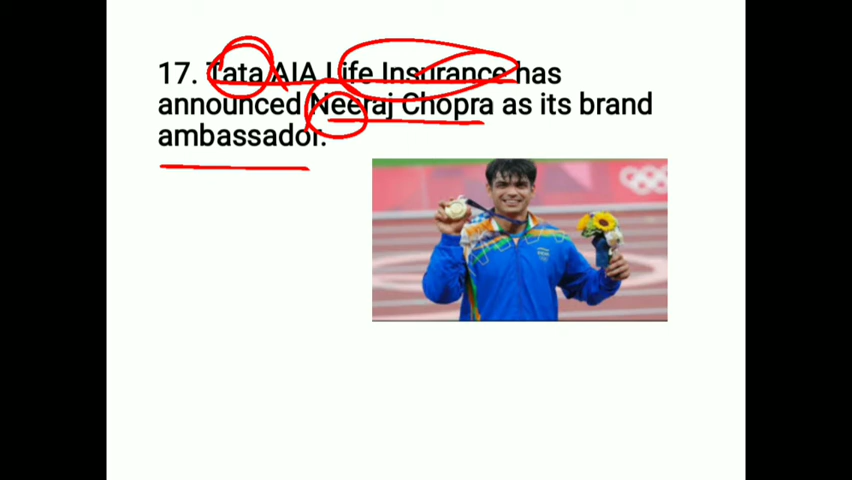 17. Tata AIA Life Insurance has
announced Neeraj Chopra as its brand
ambassador.